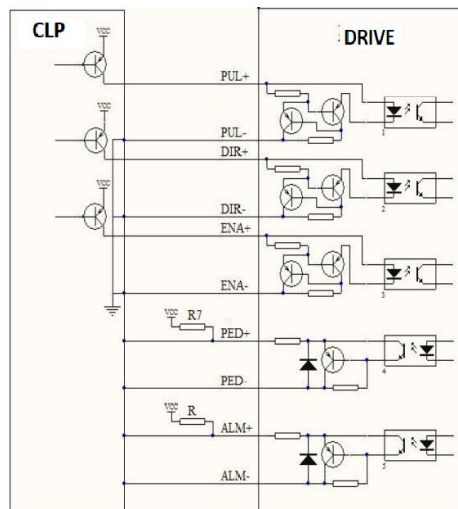 CLP
DRIVE
VCC
PUL+
PUL-
1
VCC
DIR+
DIR-
2
VCC
ENA+
ENA-
3
VCC
R7
PED+
PED-
4
VCC
R
ALM+
ALM-
5